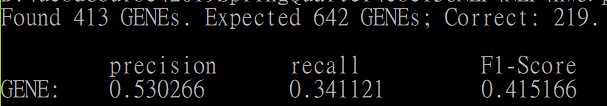 Found 413 GENEs. Expected 642 GENEs; Correct: 219.
precision recall F1-Score
GENE: 0.530266 0.341121 0.415166